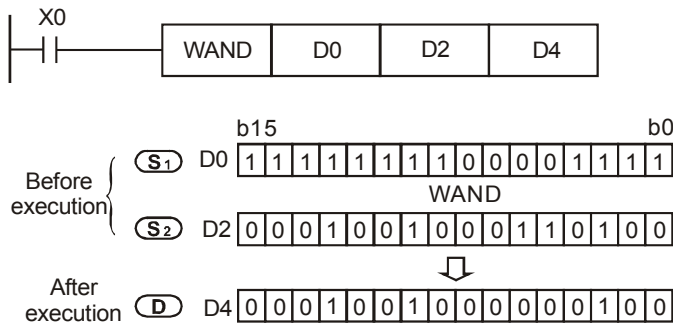 X0
WAND D0 D2 D4
b15 b0
Before execution
S1 D0 1 1 1 1 1 1 1 1 0 0 0 0 1 1 1 1
WAND
S2 D2 0 0 0 1 0 0 1 0 0 0 1 1 0 1 0 0
After execution
D D4 0 0 0 1 0 0 1 0 0 0 0 0 0 1 0 0